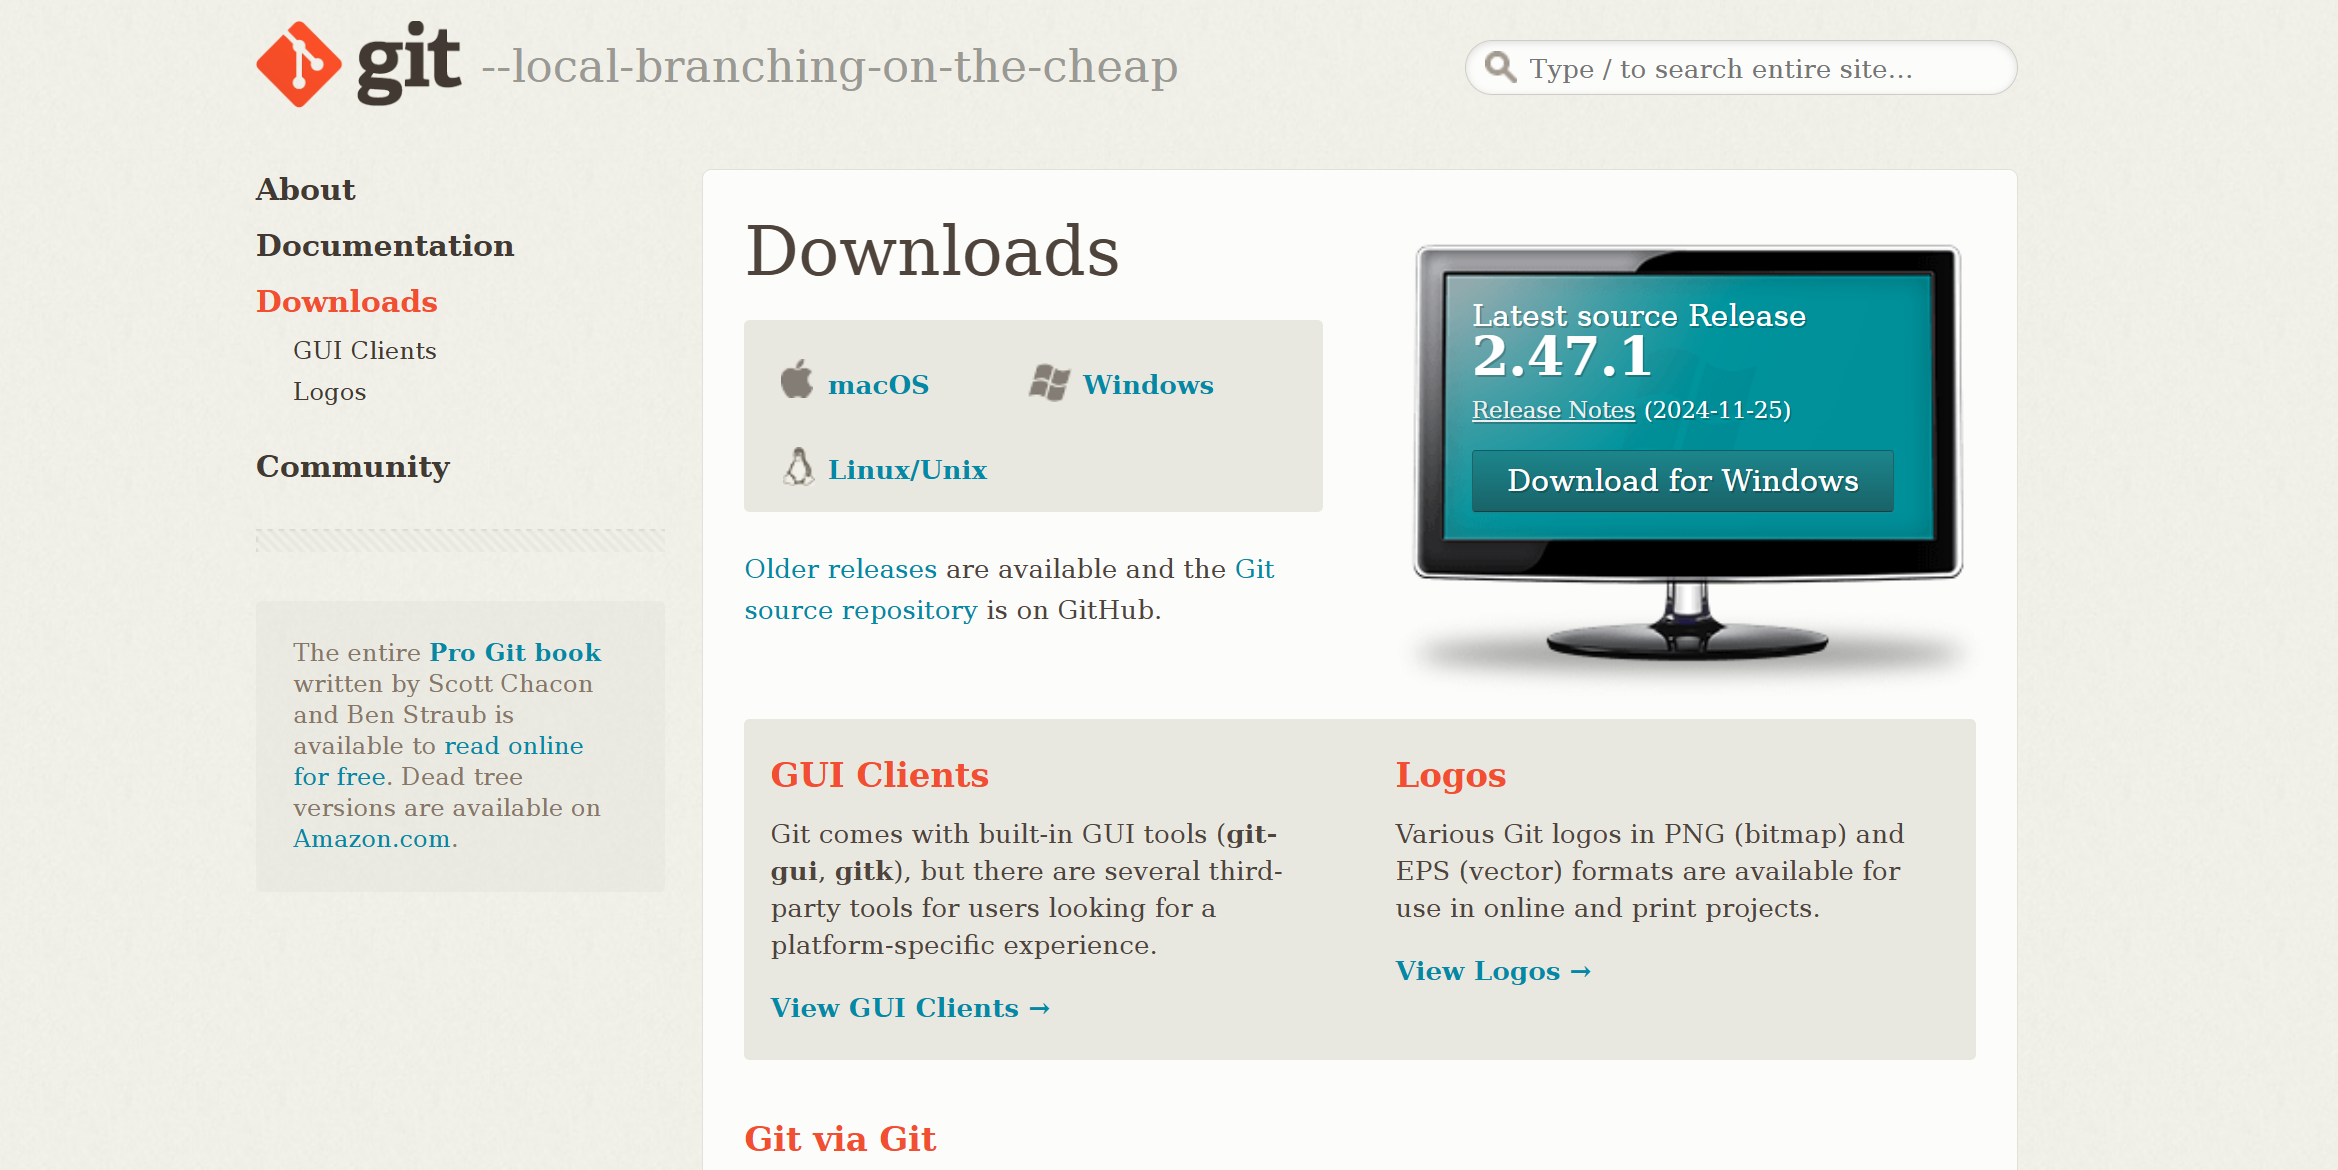 git --local-branching-on-the-cheap
Type / to search entire site...
About
Documentation
Downloads
GUI Clients
Logos
Community
The entire Pro Git book
written by Scott Chacon
and Ben Straub is
available to read online
for free. Dead tree
versions are available on
Amazon.com.
Downloads
macOS
Windows
Linux/Unix
Older releases are available and the Git
source repository is on GitHub.
Latest source Release
2.47.1
Release Notes (2024-11-25)
Download for Windows
GUI Clients
Git comes with built-in GUI tools (git-
gui, gitk), but there are several third-
party tools for users looking for a
platform-specific experience.
View GUI Clients →
Logos
Various Git logos in PNG (bitmap) and
EPS (vector) formats are available for
use in online and print projects.
View Logos →
Git via Git